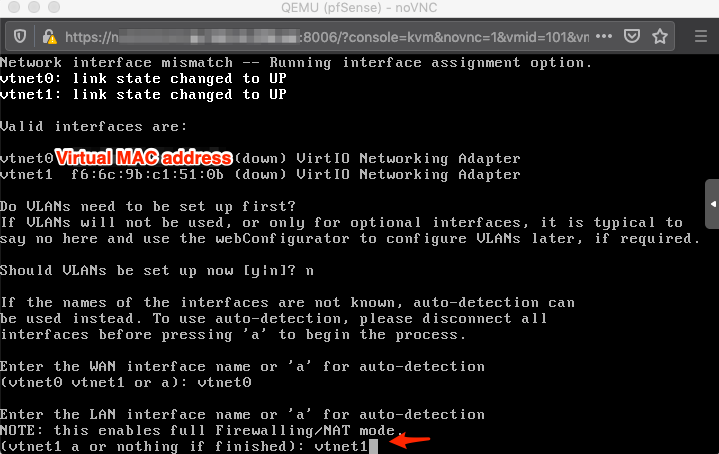 QEMU (pfSense) - noVNC
https://n :8006/?console=kvm&novnc=1&vmid=101&vm
Network interface mismatch -- Running interface assignment option.
vtnet0: link state changed to UP
vtnet1: link state changed to UP
Valid interfaces are:
vtnet0 Virtual MAC address (down) VirtIO Networking Adapter
vtnet1 f6:6c:9b:c1:51:0b (down) VirtIO Networking Adapter
Do VLANs need to be set up first?
If VLANs will not be used, or only for optional interfaces, it is typical to
say no here and use the webConfigurator to configure VLANs later, if required.
Should VLANs be set up now [y|n]? n
If the names of the interfaces are not known, auto-detection can
be used instead. To use auto-detection, please disconnect all
interfaces before pressing 'a' to begin the process.
Enter the WAN interface name or 'a' for auto-detection
(vtnet0 vtnet1 or a): vtnet0
Enter the LAN interface name or 'a' for auto-detection
NOTE: this enables full Firewalling/NAT mode.
(vtnet1 a or nothing if finished): vtnet1